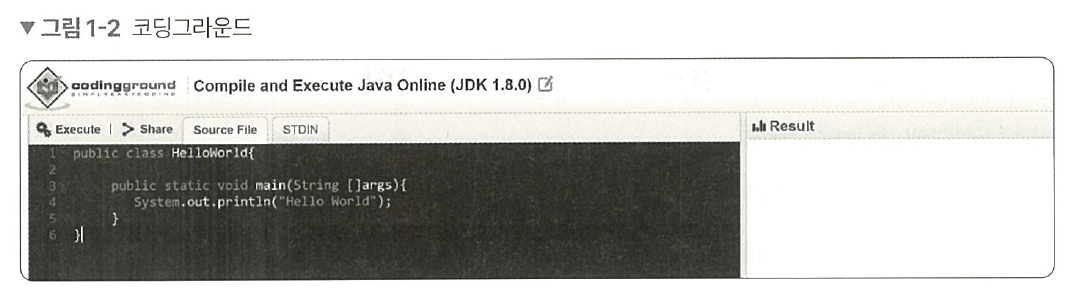 ▼ 그림 1-2 코딩그라운드
codingground Compile and Execute Java Online (JDK 1.8.0)
SIMPLYEASYCODING
Execute | Share Source File STDIN Result
1 public class HelloWorld{
2
3 public static void main(String []args){
4 System.out.println("Hello World");
5 }
6 }